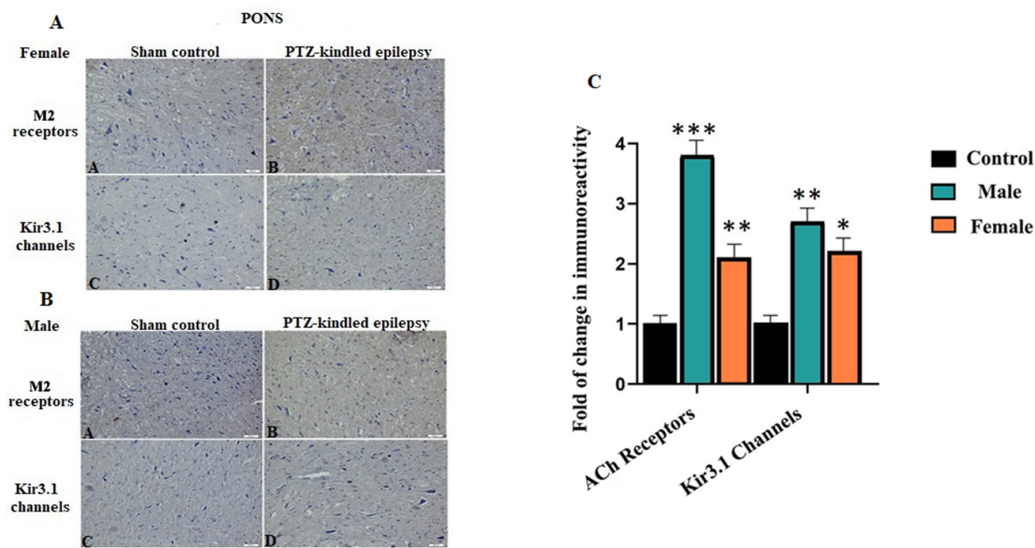 A
PONS
Female
Sham control
PTZ-kindled epilepsy
M2
receptors
A
B
Kir3.1
channels
C
D
B
Male
Sham control
PTZ-kindled epilepsy
M2
receptors
A
B
Kir3.1
channels
C
D
C
Fold of change in immunoreactivity
4
3
2
1
0
***
**
**
*
ACh Receptors
Kir3.1 Channels
Control
Male
Female